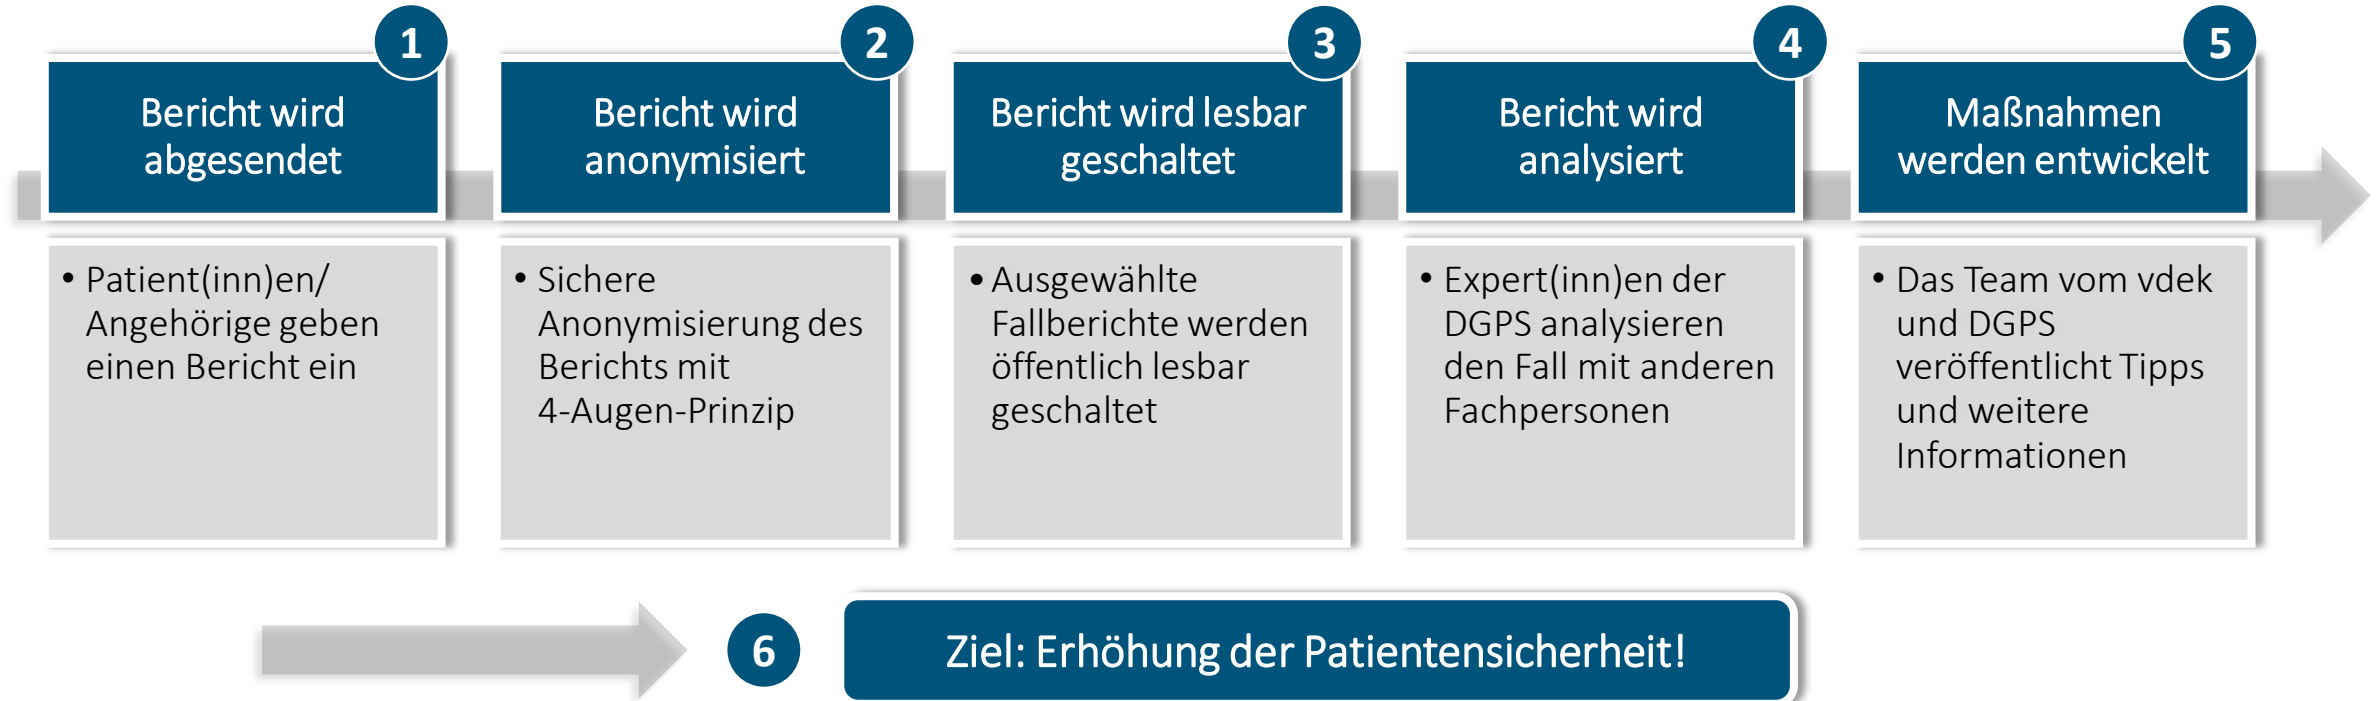 1
Bericht wird
abgesendet
• Patient(inn)en/
Angehörige geben
einen Bericht ein
2
Bericht wird
anonymisiert
• Sichere
Anonymisierung des
Berichts mit
4-Augen-Prinzip
3
Bericht wird lesbar
geschaltet
• Ausgewählte
Fallberichte werden
öffentlich lesbar
geschaltet
4
Bericht wird
analysiert
• Expert(inn)en der
DGPS analysieren
den Fall mit anderen
Fachpersonen
5
Maßnahmen
werden entwickelt
• Das Team vom vdek
und DGPS
veröffentlicht Tipps
und weitere
Informationen
6
Ziel: Erhöhung der Patientensicherheit!